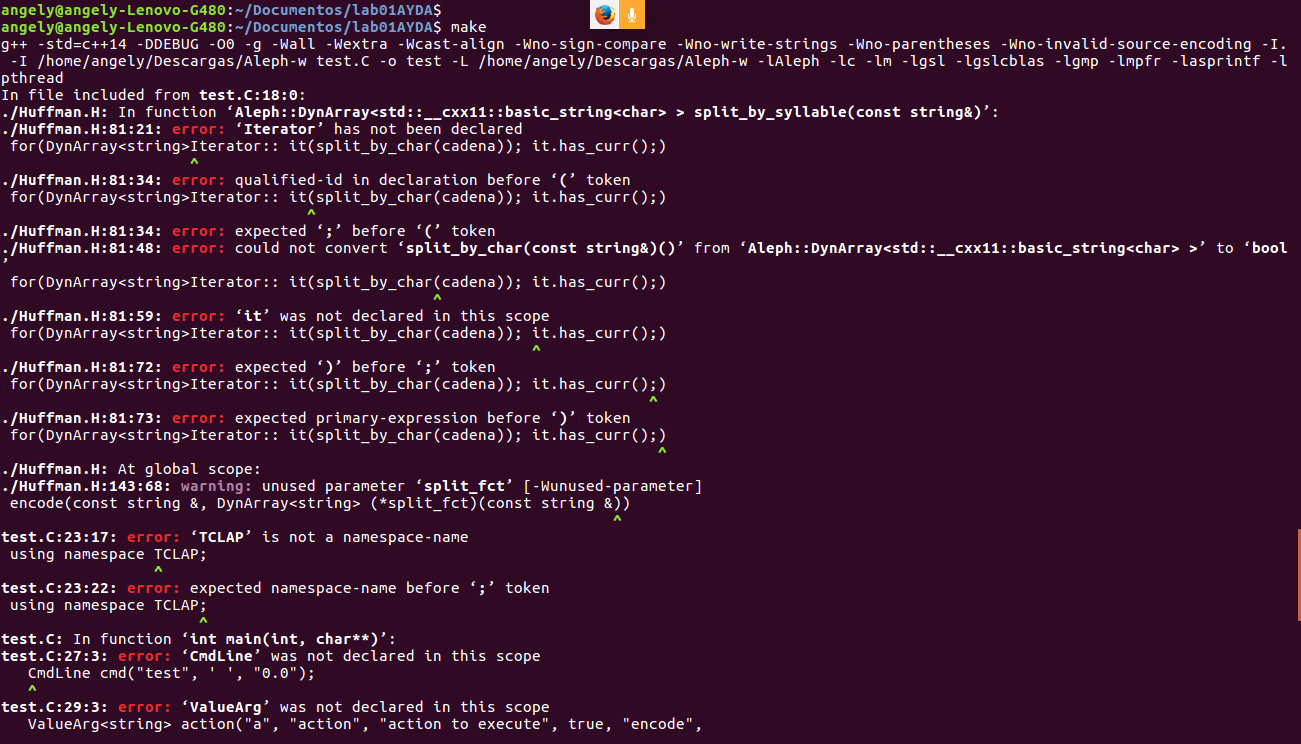 angely@angely-Lenovo-G480:~/Documentos/lab01AYDA$
angely@angely-Lenovo-G480:~/Documentos/lab01AYDA$ make
g++ -std=c++14 -DDEBUG -O0 -g -Wall -Wextra -Wcast-align -Wno-sign-compare -Wno-write-strings -Wno-parentheses -Wno-invalid-source-encoding -I.
 -I /home/angely/Descargas/Aleph-w test.C -o test -L /home/angely/Descargas/Aleph-w -lAleph -lc -lm -lgsl -lgslcblas -lgmp -lmpfr -lasprintf -l
pthread
In file included from test.C:18:0:
./Huffman.H: In function ‘Aleph::DynArray<std::__cxx11::basic_string<char> > split_by_syllable(const string&)’:
./Huffman.H:81:21: error: ‘Iterator’ has not been declared
 for(DynArray<string>Iterator:: it(split_by_char(cadena)); it.has_curr();)
                     ^
./Huffman.H:81:34: error: qualified-id in declaration before ‘(’ token
 for(DynArray<string>Iterator:: it(split_by_char(cadena)); it.has_curr();)
                                  ^
./Huffman.H:81:34: error: expected ‘;’ before ‘(’ token
./Huffman.H:81:48: error: could not convert ‘split_by_char(const string&)()’ from ‘Aleph::DynArray<std::__cxx11::basic_string<char> >’ to ‘bool
’
 for(DynArray<string>Iterator:: it(split_by_char(cadena)); it.has_curr();)
                                                ^
./Huffman.H:81:59: error: ‘it’ was not declared in this scope
 for(DynArray<string>Iterator:: it(split_by_char(cadena)); it.has_curr();)
                                                           ^
./Huffman.H:81:72: error: expected ‘)’ before ‘;’ token
 for(DynArray<string>Iterator:: it(split_by_char(cadena)); it.has_curr();)
                                                                        ^
./Huffman.H:81:73: error: expected primary-expression before ‘)’ token
 for(DynArray<string>Iterator:: it(split_by_char(cadena)); it.has_curr();)
                                                                         ^
./Huffman.H: At global scope:
./Huffman.H:143:68: warning: unused parameter ‘split_fct’ [-Wunused-parameter]
 encode(const string &, DynArray<string> (*split_fct)(const string &))
                                                                    ^
test.C:23:17: error: ‘TCLAP’ is not a namespace-name
 using namespace TCLAP;
                 ^
test.C:23:22: error: expected namespace-name before ‘;’ token
 using namespace TCLAP;
                      ^
test.C: In function ‘int main(int, char**)’:
test.C:27:3: error: ‘CmdLine’ was not declared in this scope
   CmdLine cmd("test", ' ', "0.0");
   ^
test.C:29:3: error: ‘ValueArg’ was not declared in this scope
   ValueArg<string> action("a", "action", "action to execute", true, "encode",